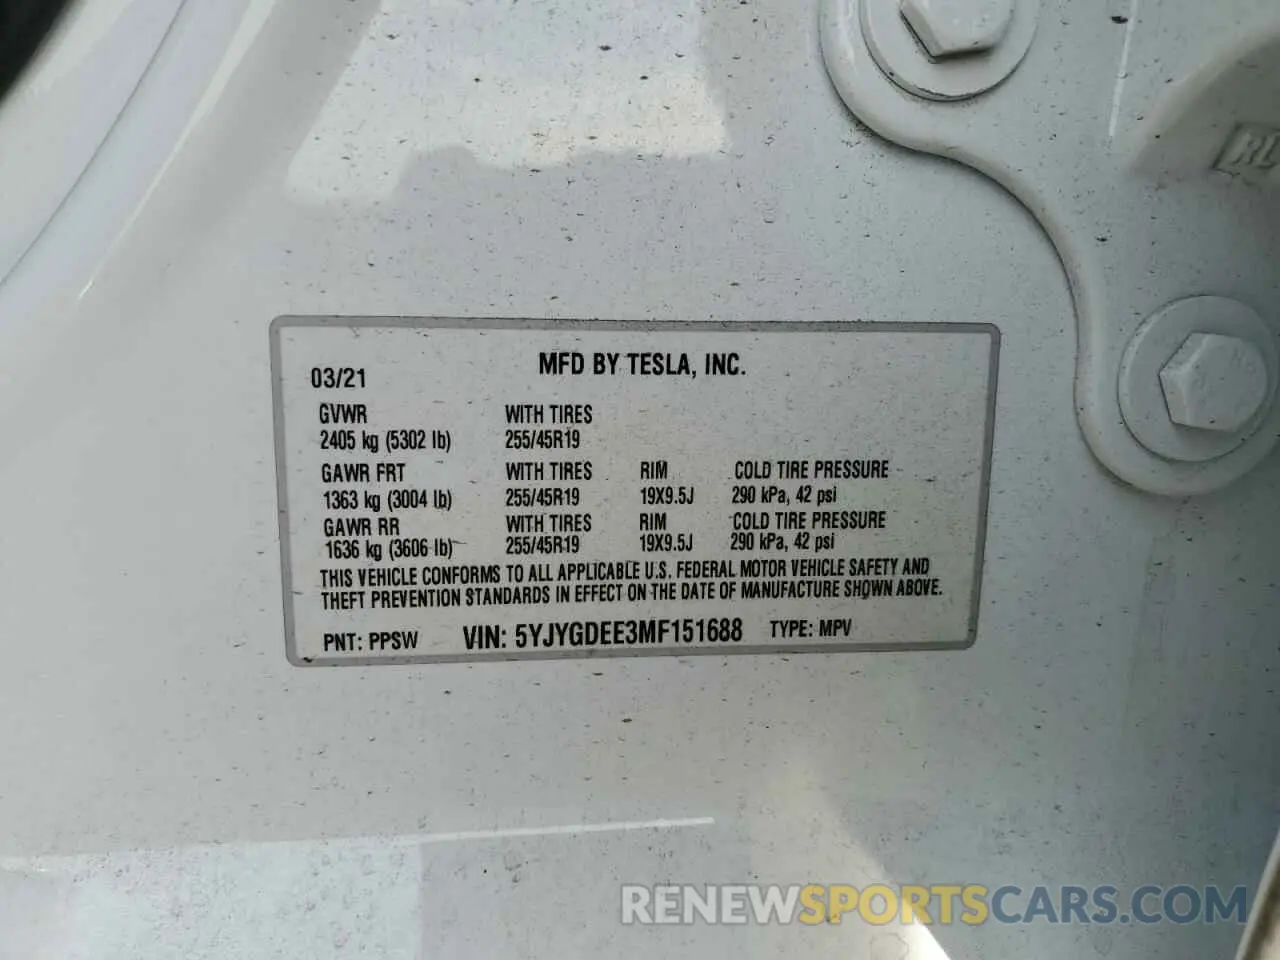 MFD BY TESLA, INC.
03/21
GVWR WITH TIRES
2405 kg (5302 lb) 255/45R19
GAWR FRT WITH TIRES RIM COLD TIRE PRESSURE
1363 kg (3004 lb) 255/45R19 19X9.5J 290 kPa, 42 psi
GAWR RR WITH TIRES RIM COLD TIRE PRESSURE
1636 kg (3606 lb) 255/45R19 19X9.5J 290 kPa, 42 psi
THIS VEHICLE CONFORMS TO ALL APPLICABLE U.S. FEDERAL MOTOR VEHICLE SAFETY AND
THEFT PREVENTION STANDARDS IN EFFECT ON THE DATE OF MANUFACTURE SHOWN ABOVE.
PNT: PPSW VIN: 5YJYGDEE3MF151688 TYPE: MPV
RENEWSPORTSCARS.COM